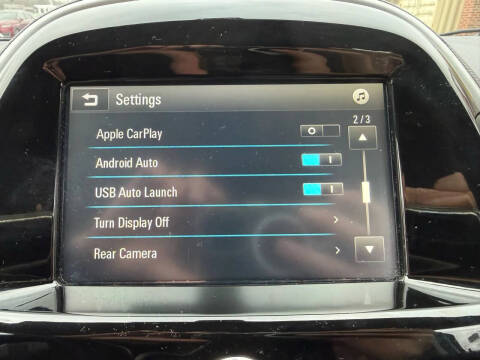 Settings
2/3
Apple CarPlay
Android Auto
USB Auto Launch
Turn Display Off
Rear Camera